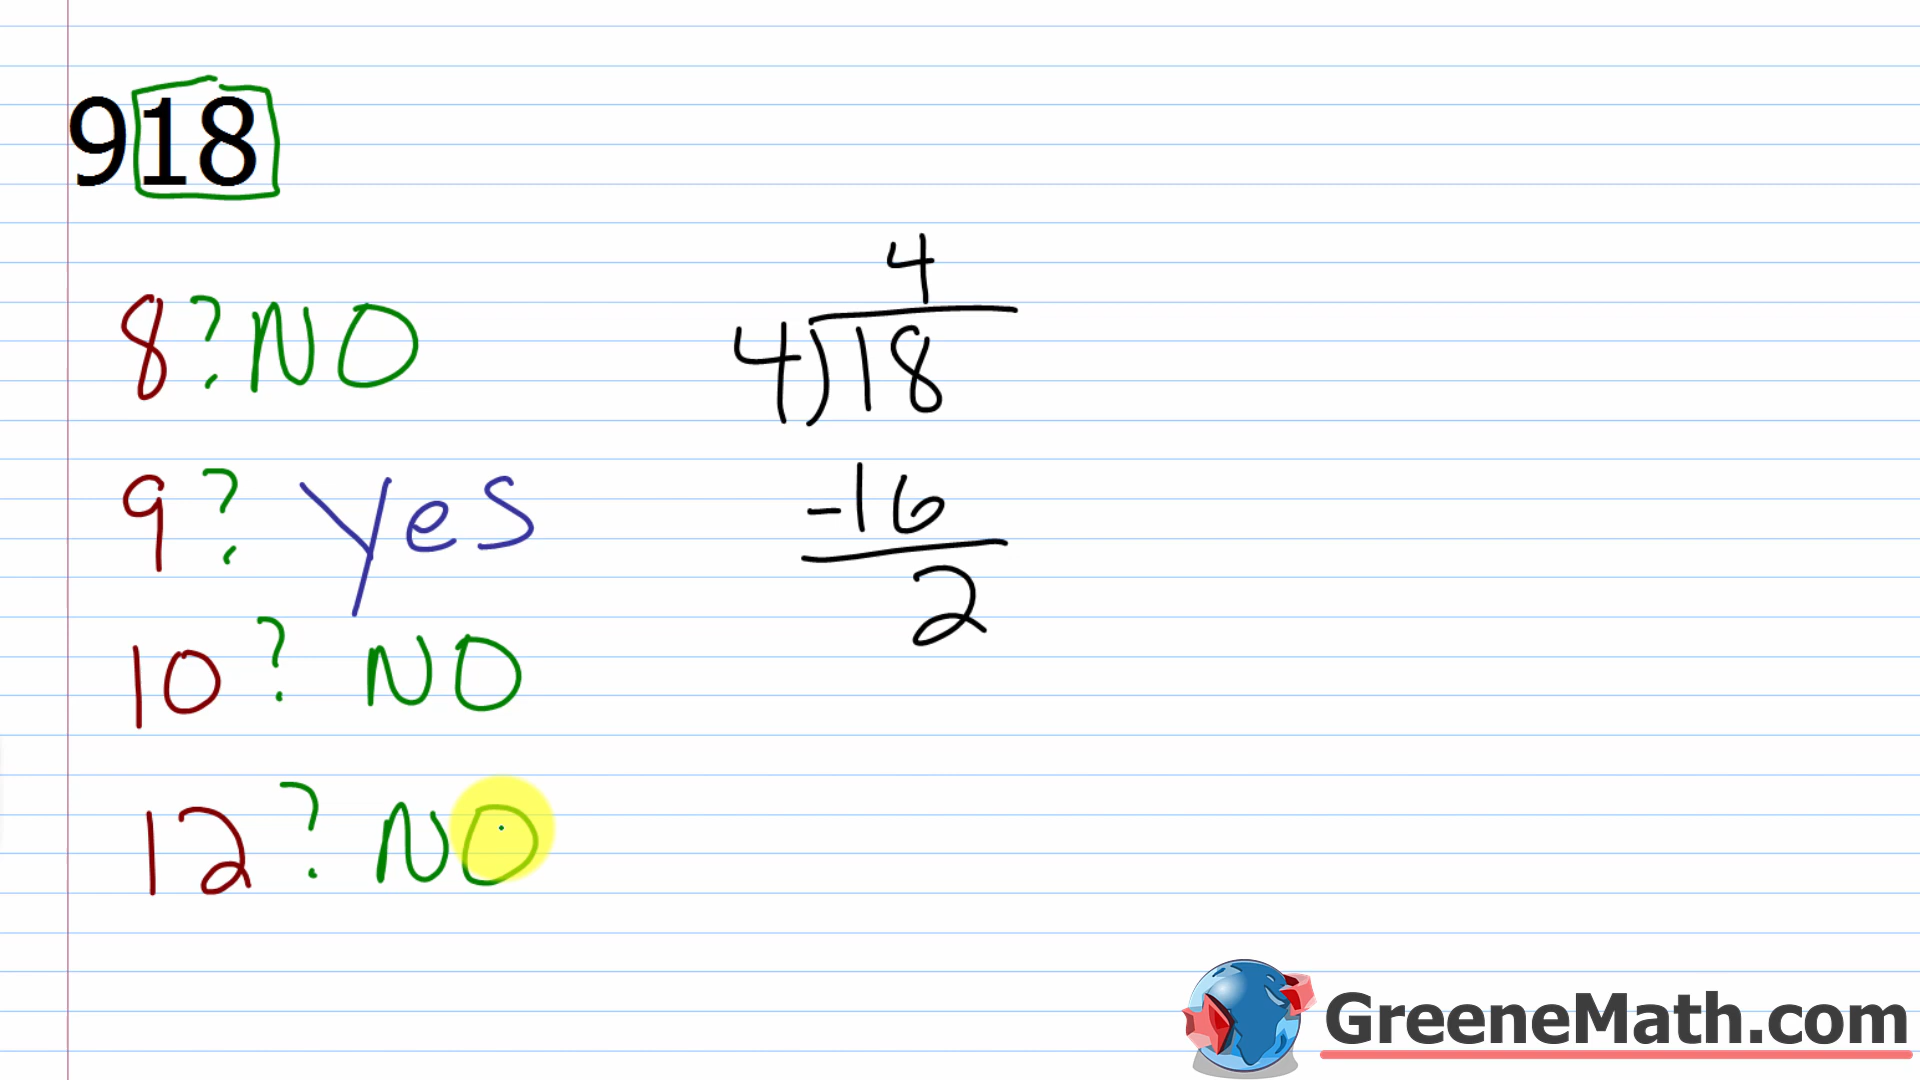 918
8? NO
9? Yes
10? NO
12? NO
4
4)18
-16
2
GreeneMath.com